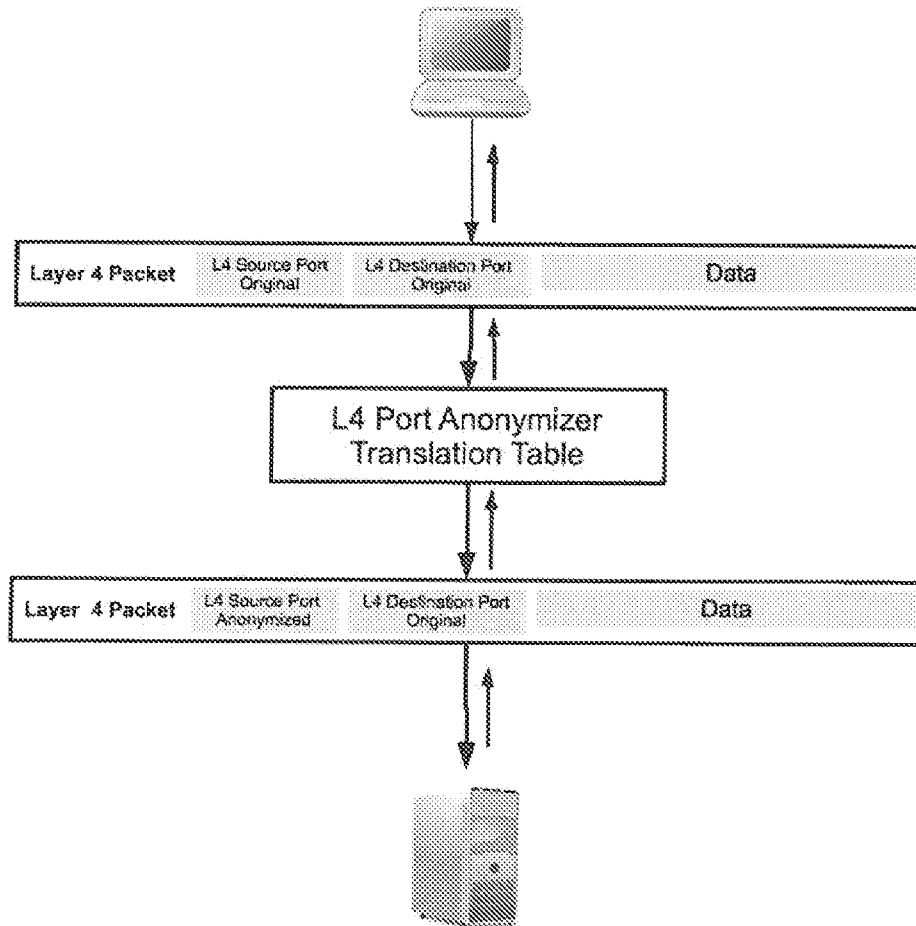 Layer 4 Packet
L4 Source Port
Original
L4 Destination Port
Original
Data
L4 Port Anonymizer
Translation Table
Layer 4 Packet
L4 Source Port
Anonymized
L4 Destination Port
Original
Data